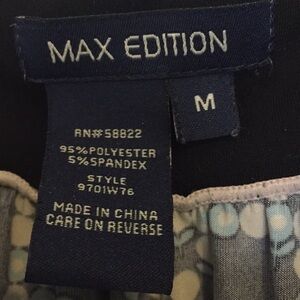 MAX EDITION
M
RN#58822
95%POLYESTER
5%SPANDEX
STYLE
9701W76
MADE IN CHINA
CARE ON REVERSE